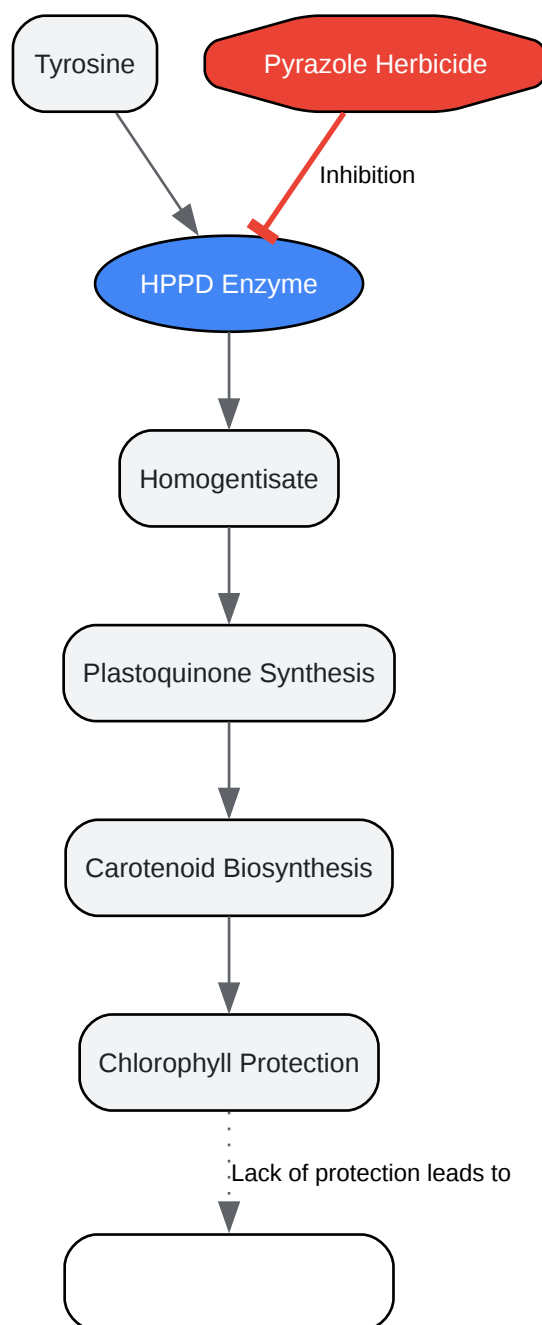 Tyrosine
Pyrazole Herbicide
Inhibition
HPPD Enzyme
Homogentisate
Plastoquinone Synthesis
Carotenoid Biosynthesis
Chlorophyll Protection
Lack of protection leads to